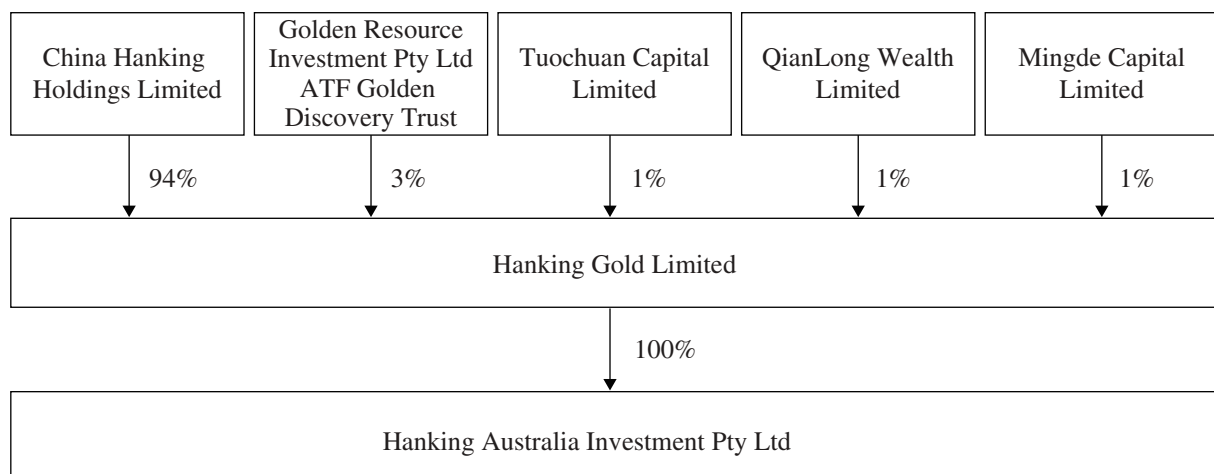 China Hanking
Holdings Limited
Golden Resource
Investment Pty Ltd
ATF Golden
Discovery Trust
Tuochuan Capital
Limited
QianLong Wealth
Limited
Mingde Capital
Limited
94%
3%
1%
1%
1%
Hanking Gold Limited
100%
Hanking Australia Investment Pty Ltd